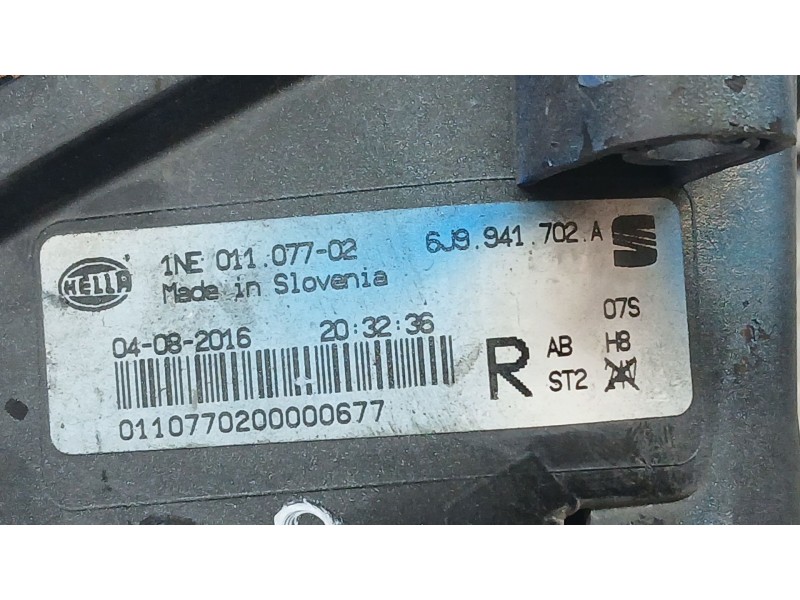 HELLA
1NE 011.077-02
6J9.941.702.A
Made in Slovenia
04-08-2016 20:32:36
07S
R
AB H8
ST2
0110770200000677